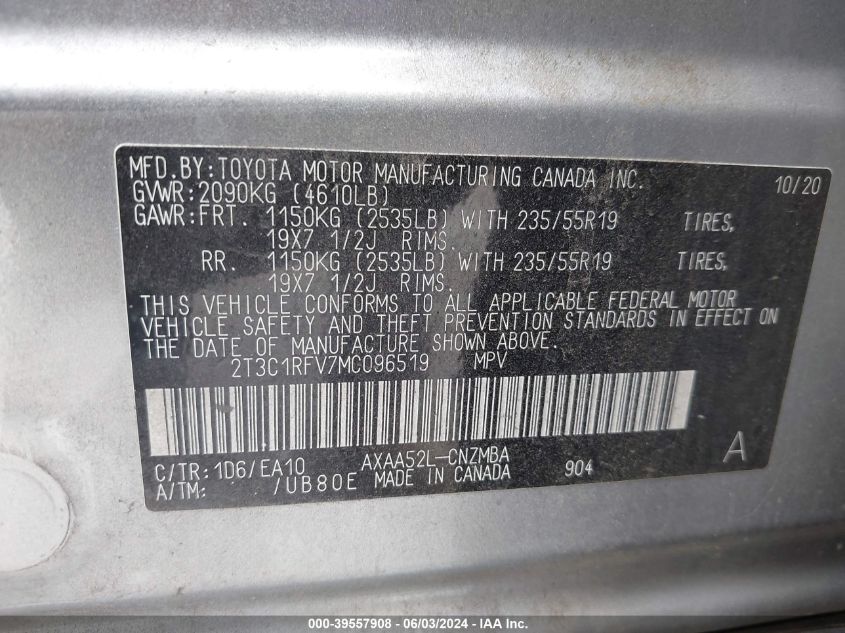 MFD.BY:TOYOTA MOTOR MANUFACTURING CANADA INC. 10/20
GVWR:2090KG (4610LB)
GAWR:FRT. 1150KG (2535LB) WITH 235/55R19 TIRES,
19X7 1/2J RIMS.
RR. 1150KG (2535LB) WITH 235/55R19 TIRES,
19X7 1/2J RIMS.
THIS VEHICLE CONFORMS TO ALL APPLICABLE FEDERAL MOTOR
VEHICLE SAFETY AND THEFT PREVENTION STANDARDS IN EFFECT ON
THE DATE OF MANUFACTURE SHOWN ABOVE.
2T3C1RFV7MC096519 MPV
C/TR:1D6/EA10 AXAA52L-CNZMBA A
A/TM: /UB80E MADE IN CANADA 904
000-39557908 - 06/03/2024 - IAA Inc.